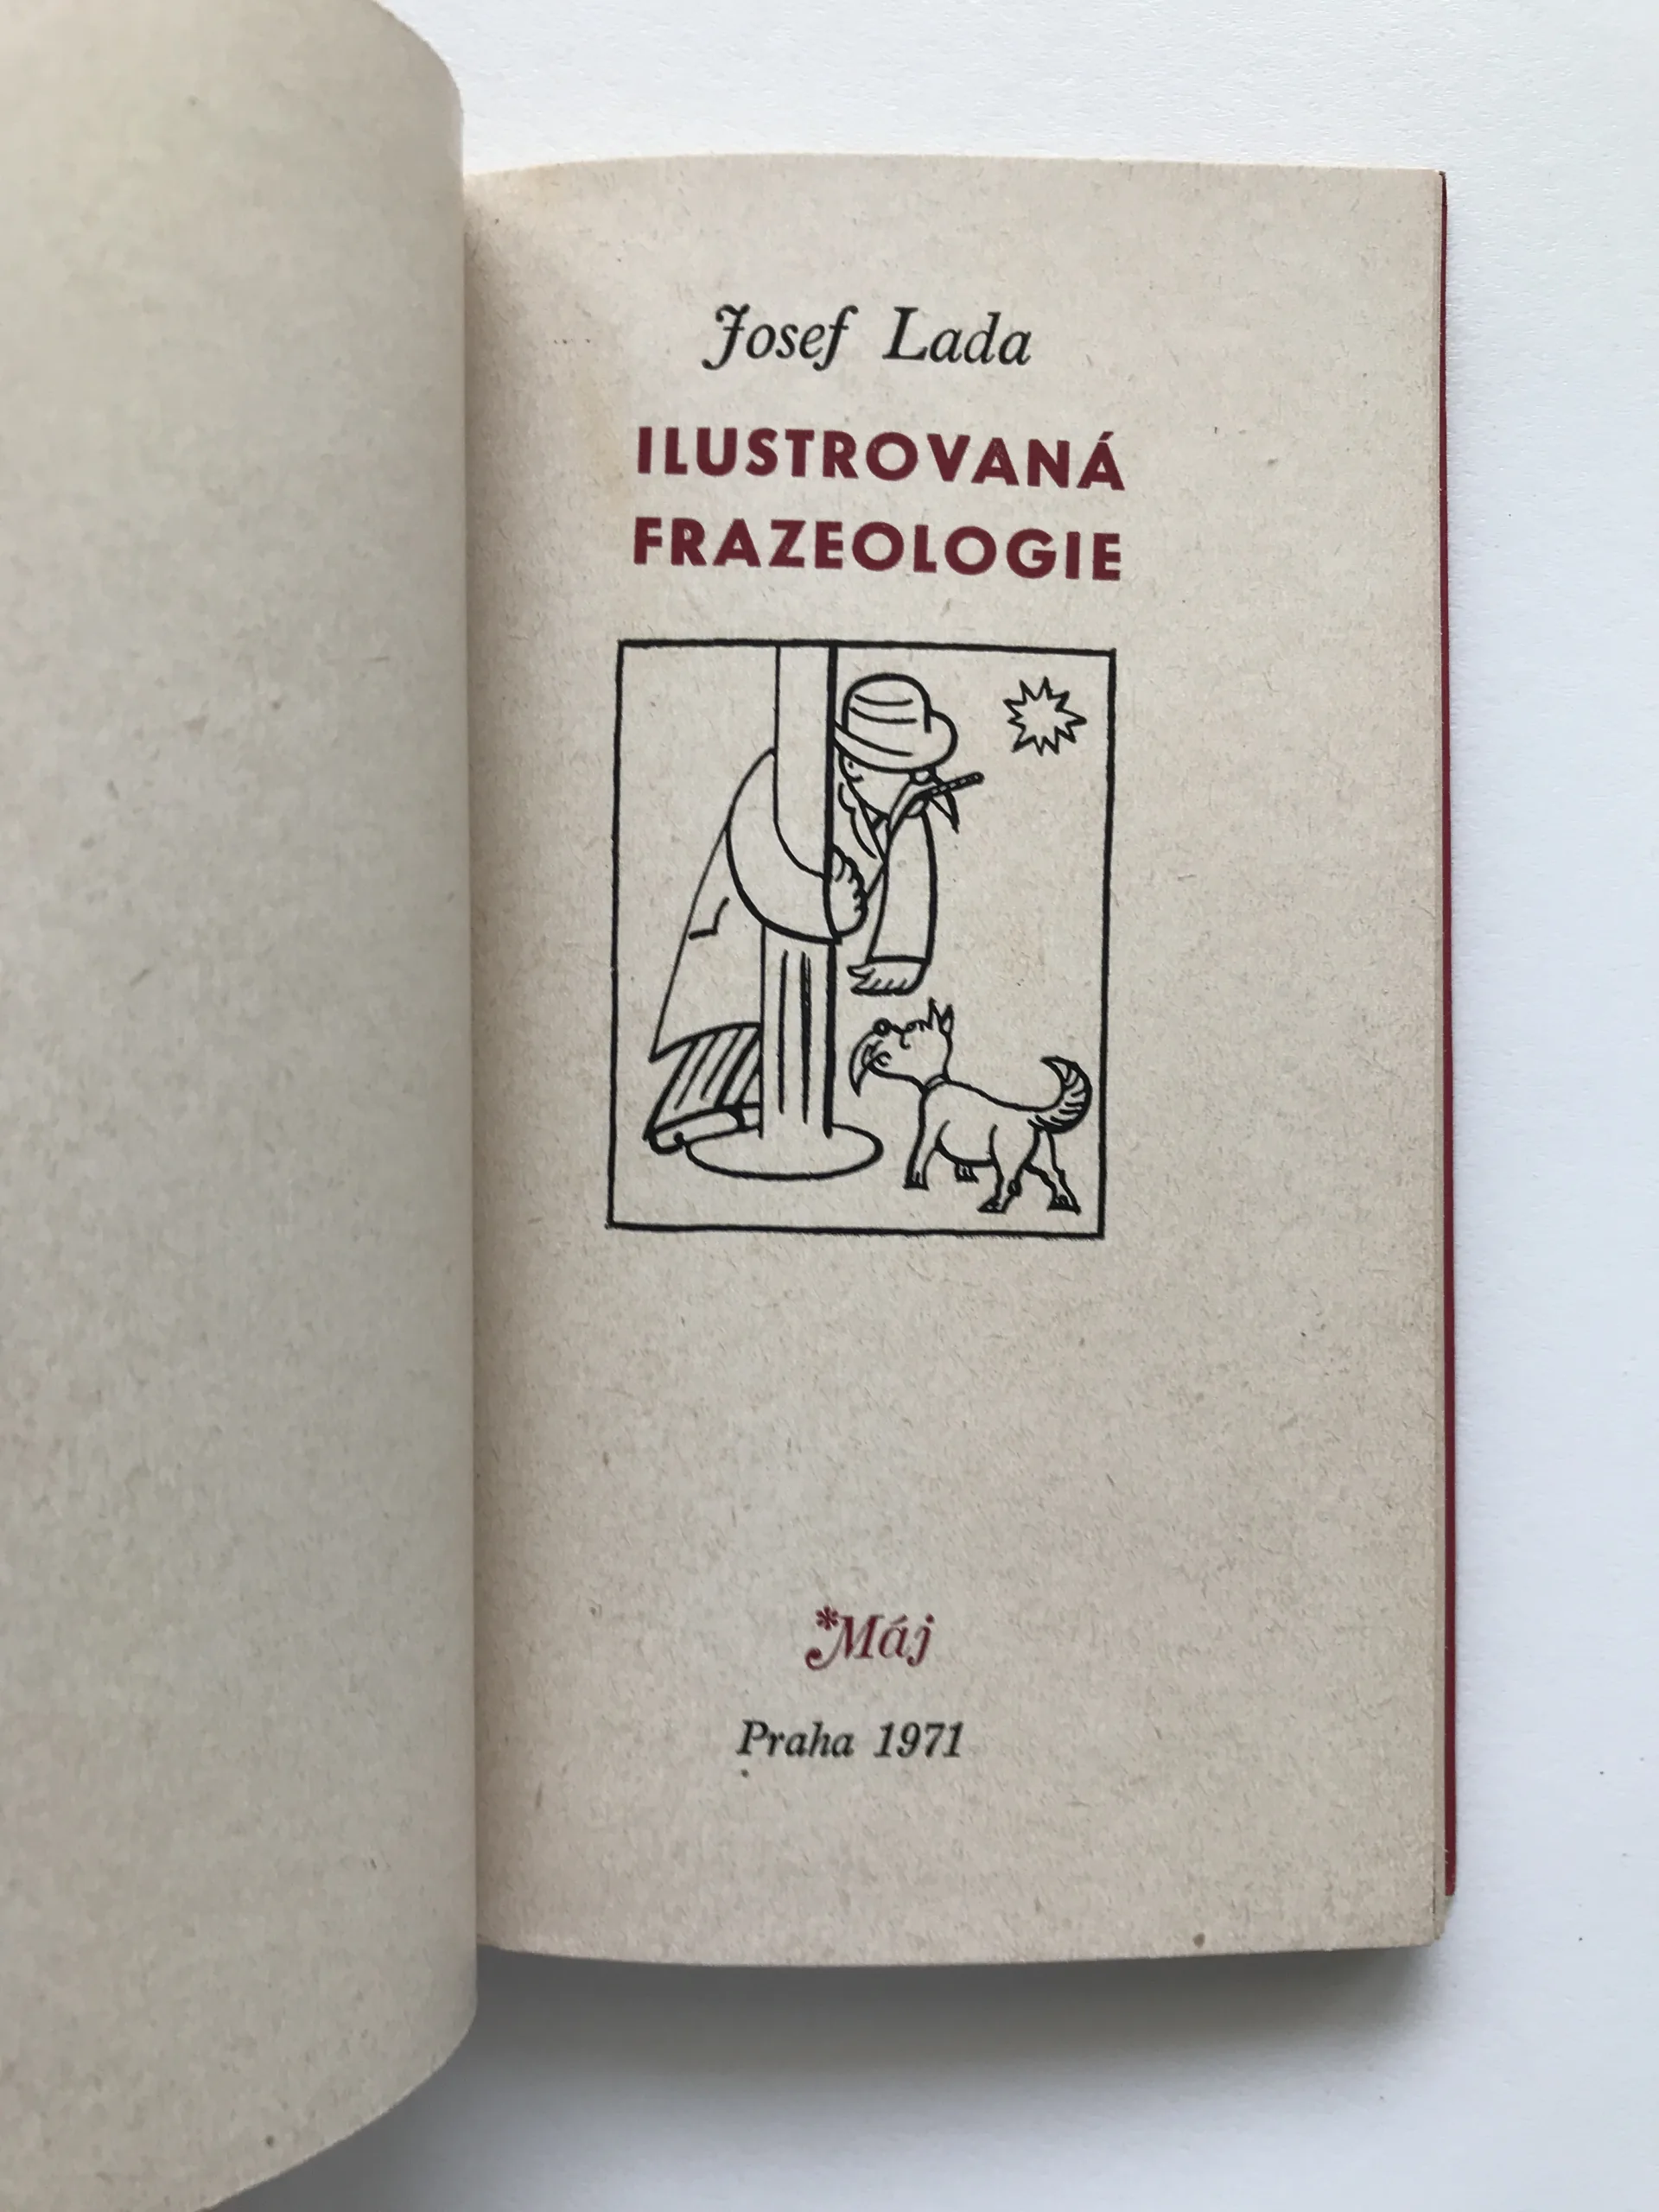 Josef Lada
ILUSTROVANÁ
FRAZEOLOGIE
*Máj
Praha 1971